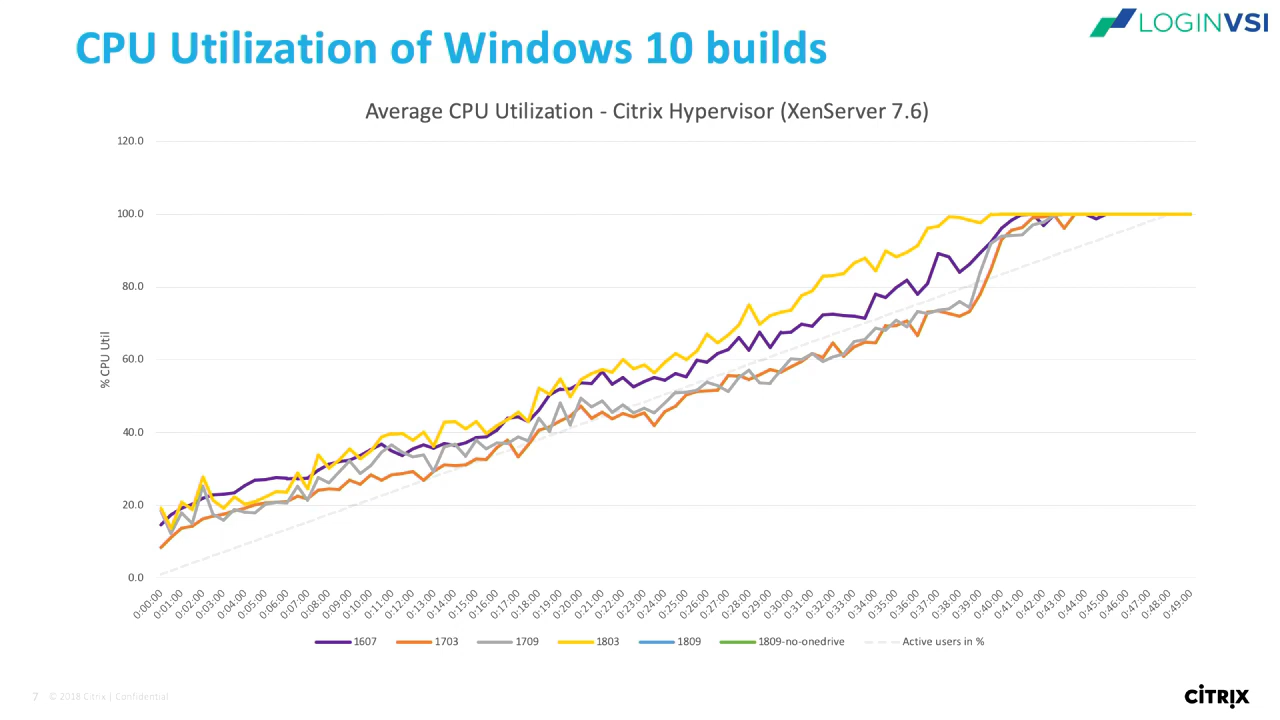 LOGINVSI
CPU Utilization of Windows 10 builds
Average CPU Utilization - Citrix Hypervisor (XenServer 7.6)
120.0
100.0
80.0
60.0
40.0
20.0
0.0
% CPU Util
0:00:00 0:01:00 0:02:00 0:03:00 0:04:00 0:05:00 0:06:00 0:07:00 0:08:00 0:09:00 0:10:00 0:11:00 0:12:00 0:13:00 0:14:00 0:15:00 0:16:00 0:17:00 0:18:00 0:19:00 0:20:00 0:21:00 0:22:00 0:23:00 0:24:00 0:25:00 0:26:00 0:27:00 0:28:00 0:29:00 0:30:00 0:31:00 0:32:00 0:33:00 0:34:00 0:35:00 0:36:00 0:37:00 0:38:00 0:39:00 0:40:00 0:41:00 0:42:00 0:43:00 0:44:00 0:45:00 0:46:00 0:47:00 0:48:00 0:49:00
1607 1703 1709 1803 1809 1809-no-onedrive Active users in %
7 © 2018 Citrix | Confidential
CITRIX